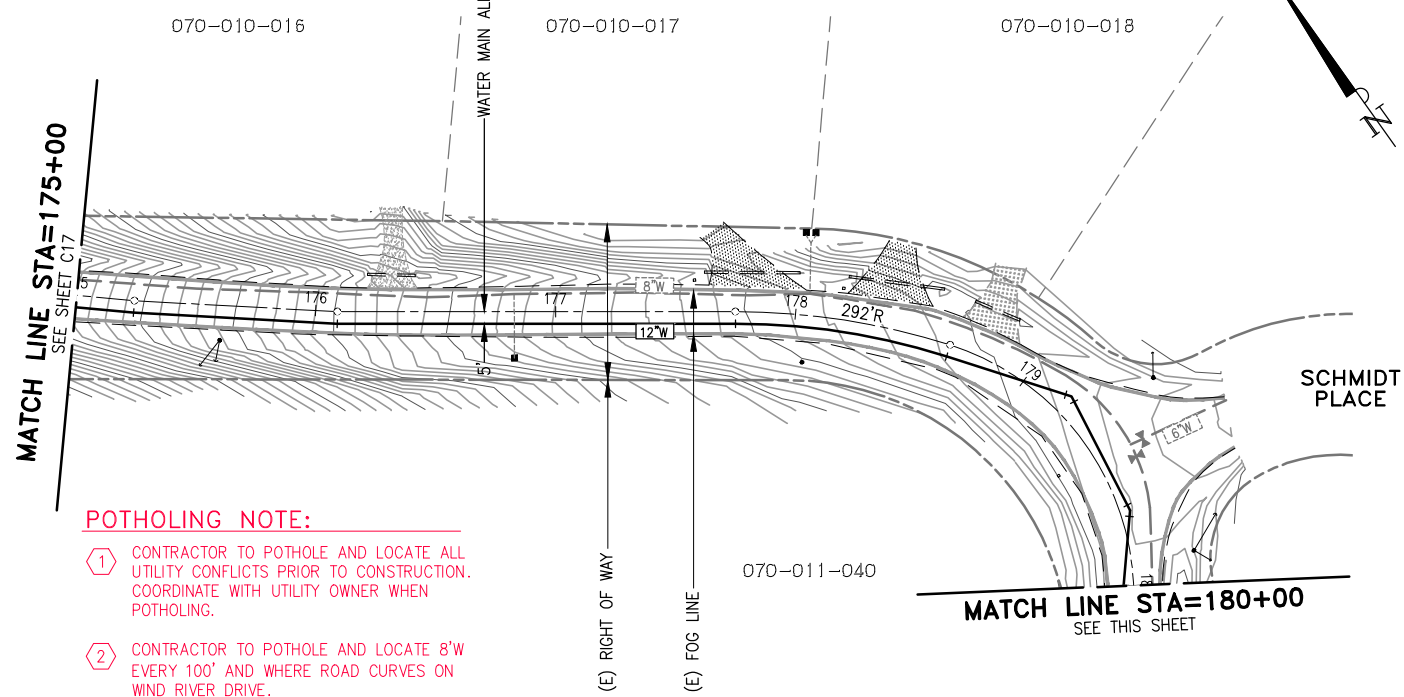 070-010-016
070-010-017
070-010-018
WATER MAIN AL
N
MATCH LINE STA=175+00
SEE SHEET C17
5
176
177
178
179
8"W
12"W
292'R
5'
6"W
SCHMIDT
PLACE
POTHOLING NOTE:
1 CONTRACTOR TO POTHOLE AND LOCATE ALL
UTILITY CONFLICTS PRIOR TO CONSTRUCTION.
COORDINATE WITH UTILITY OWNER WHEN
POTHOLING.
2 CONTRACTOR TO POTHOLE AND LOCATE 8'W
EVERY 100' AND WHERE ROAD CURVES ON
WIND RIVER DRIVE.
(E) RIGHT OF WAY
(E) FOG LINE
070-011-040
MATCH LINE STA=180+00
SEE THIS SHEET